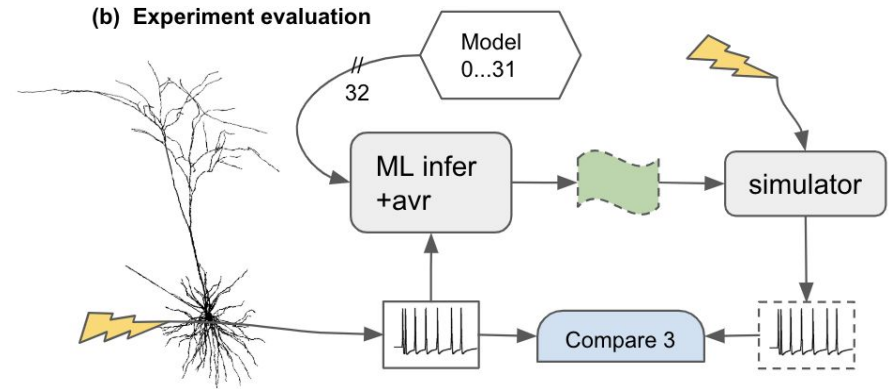 (b) Experiment evaluation
Model
0...31
//
32
ML infer
+avr
simulator
Compare 3